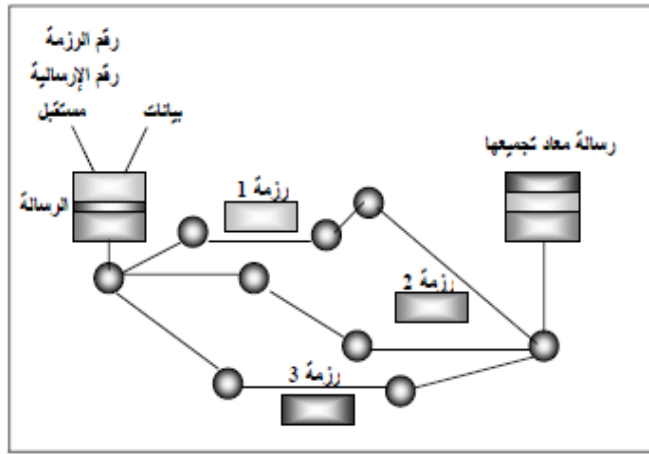 رقم الرزمة
رقم الإرسالية
مستقبل
بيانات
رسالة معاد تجميعها
الرسالة
رزمة 1
رزمة 2
رزمة 3